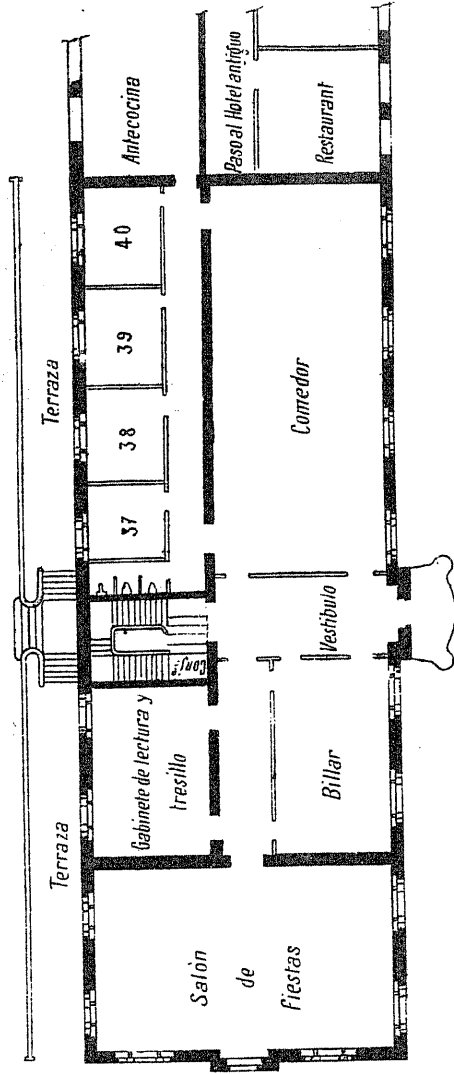 Terraza
Terraza
Salón
de
Fiestas
Gabinete de lectura y
tresillo
Billar
Conjᵉ
Vestíbulo
37
38
39
40
Comedor
Antecocina
Paso al Hotel antiguo
Restaurant